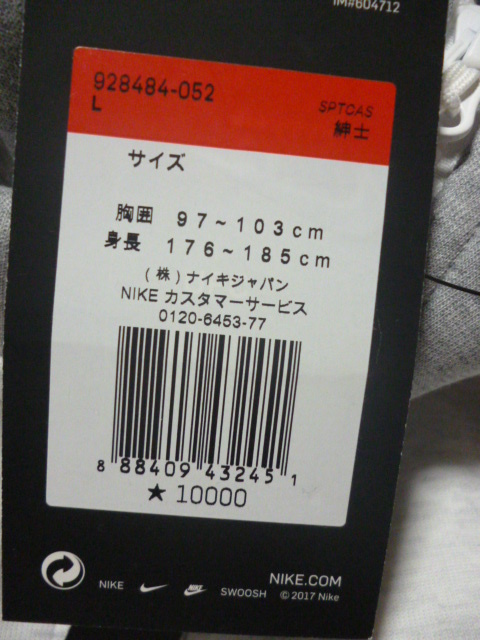 IM#604712
928484-052
L
SPTCAS
紳士
サイズ
胸囲 97~103cm
身長 176~185cm
(株)ナイキジャパン
NIKE カスタマーサービス
0120-6453-77
8 88409 43245 1
★ 10000
NIKE SWOOSH
NIKE.COM
©2017 Nike